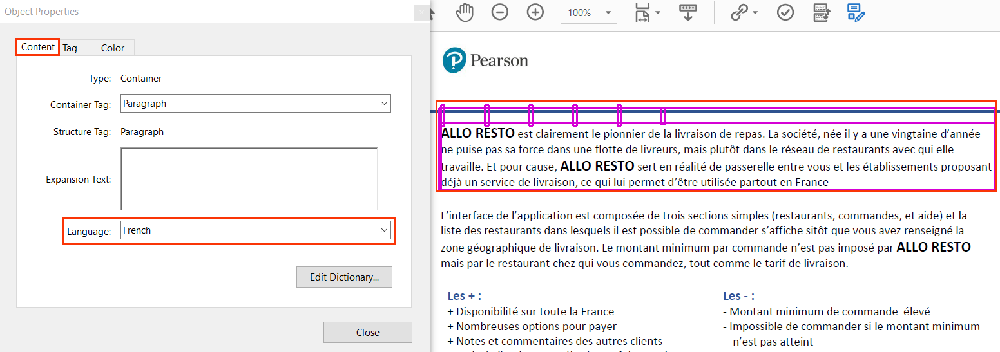 Object Properties
Content Tag Color
Type: Container
Container Tag: Paragraph
Structure Tag: Paragraph
Expansion Text:
Language: French
Edit Dictionary...
Close
100%
Pearson
ALLO RESTO est clairement le pionnier de la livraison de repas. La société, née il y a une vingtaine d’année
ne puise pas sa force dans une flotte de livreurs, mais plutôt dans le réseau de restaurants avec qui elle
travaille. Et pour cause, ALLO RESTO sert en réalité de passerelle entre vous et les établissements proposant
déjà un service de livraison, ce qui lui permet d’être utilisée partout en France
L’interface de l’application est composée de trois sections simples (restaurants, commandes, et aide) et la
liste des restaurants dans lesquels il est possible de commander s’affiche sitôt que vous avez renseigné la
zone géographique de livraison. Le montant minimum par commande n’est pas imposé par ALLO RESTO
mais par le restaurant chez qui vous commandez, tout comme le tarif de livraison.
Les + :
+ Disponibilité sur toute la France
+ Nombreuses options pour payer
+ Notes et commentaires des autres clients
Les - :
- Montant minimum de commande élevé
- Impossible de commander si le montant minimum
n’est pas atteint